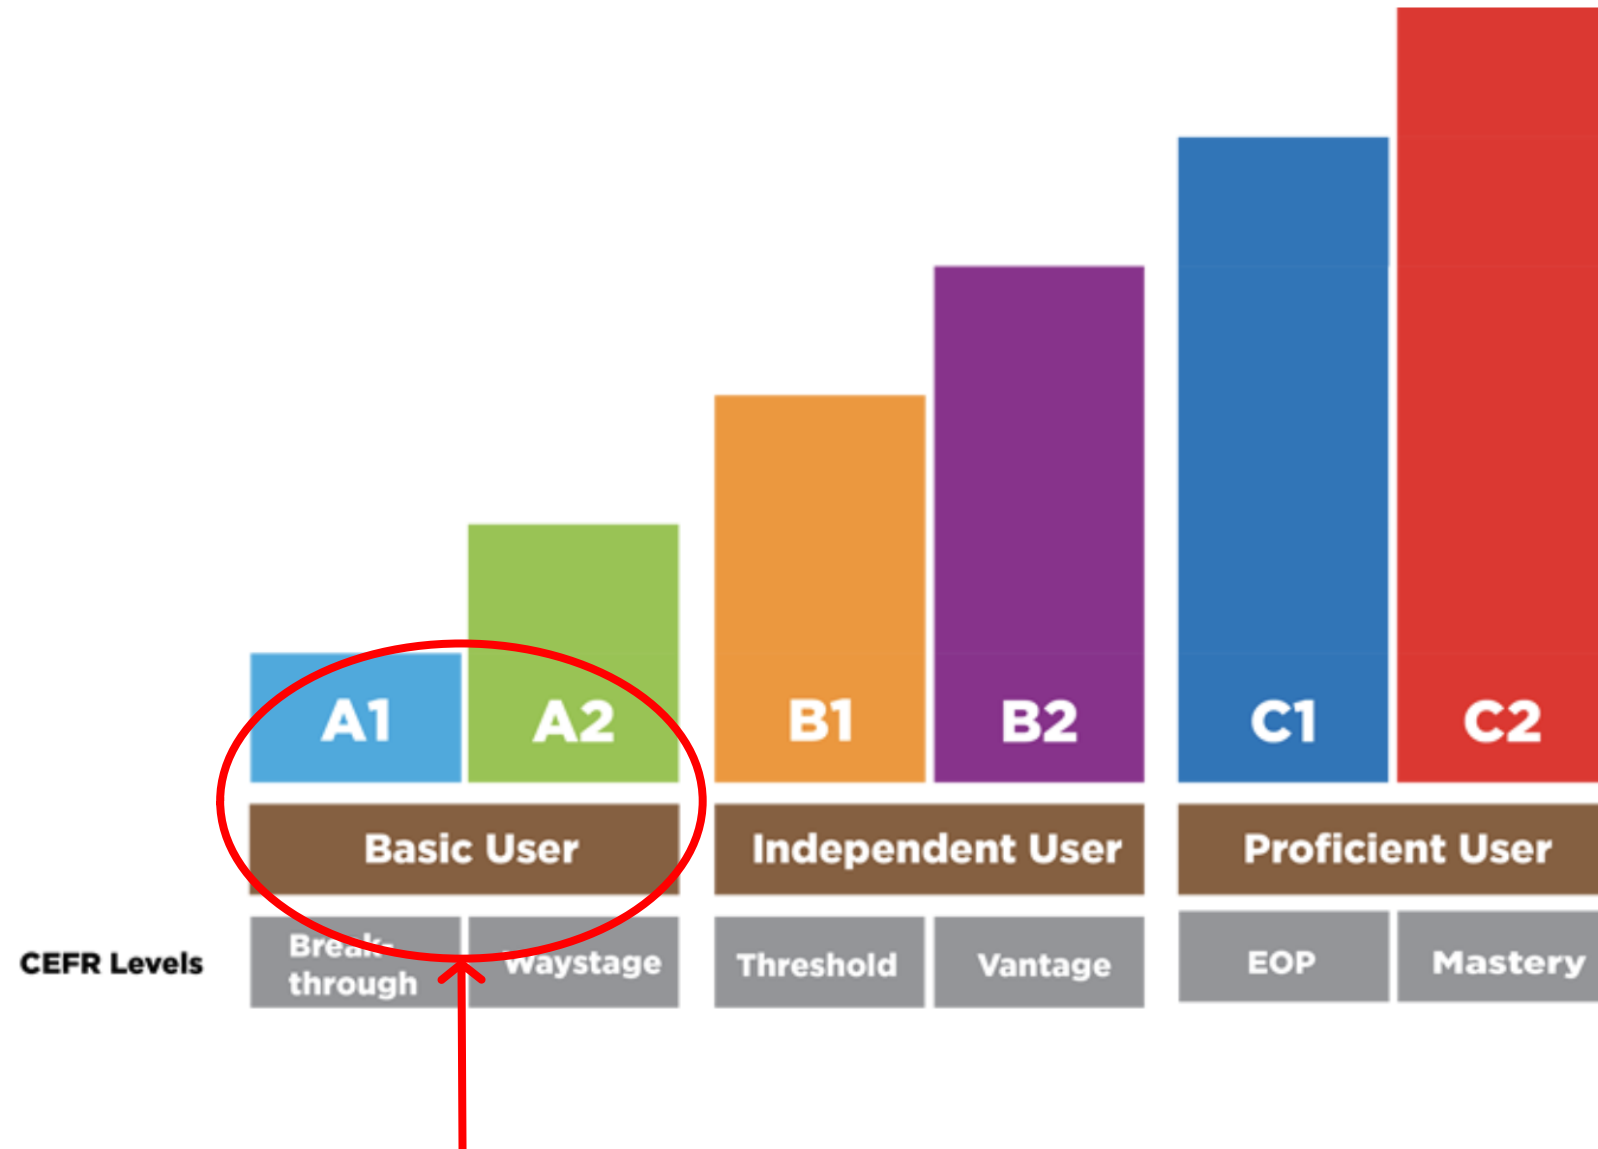 A1 A2 B1 B2 C1 C2
Basic User Independent User Proficient User
CEFR Levels
Break-
through
Waystage Threshold Vantage EOP Mastery